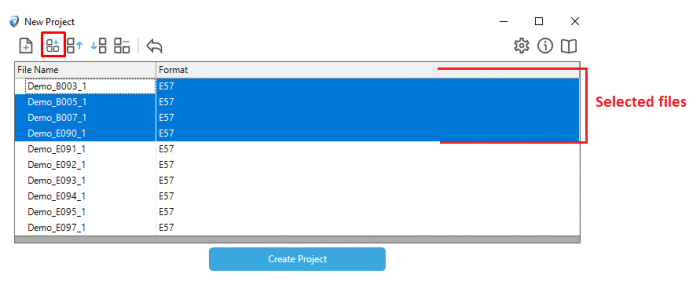 New Project
File Name Format
Demo_B003_1 E57
Demo_B005_1 E57
Demo_B007_1 E57
Demo_E090_1 E57
Demo_E091_1 E57
Demo_E092_1 E57
Demo_E093_1 E57
Demo_E094_1 E57
Demo_E095_1 E57
Demo_E097_1 E57
Selected files
Create Project